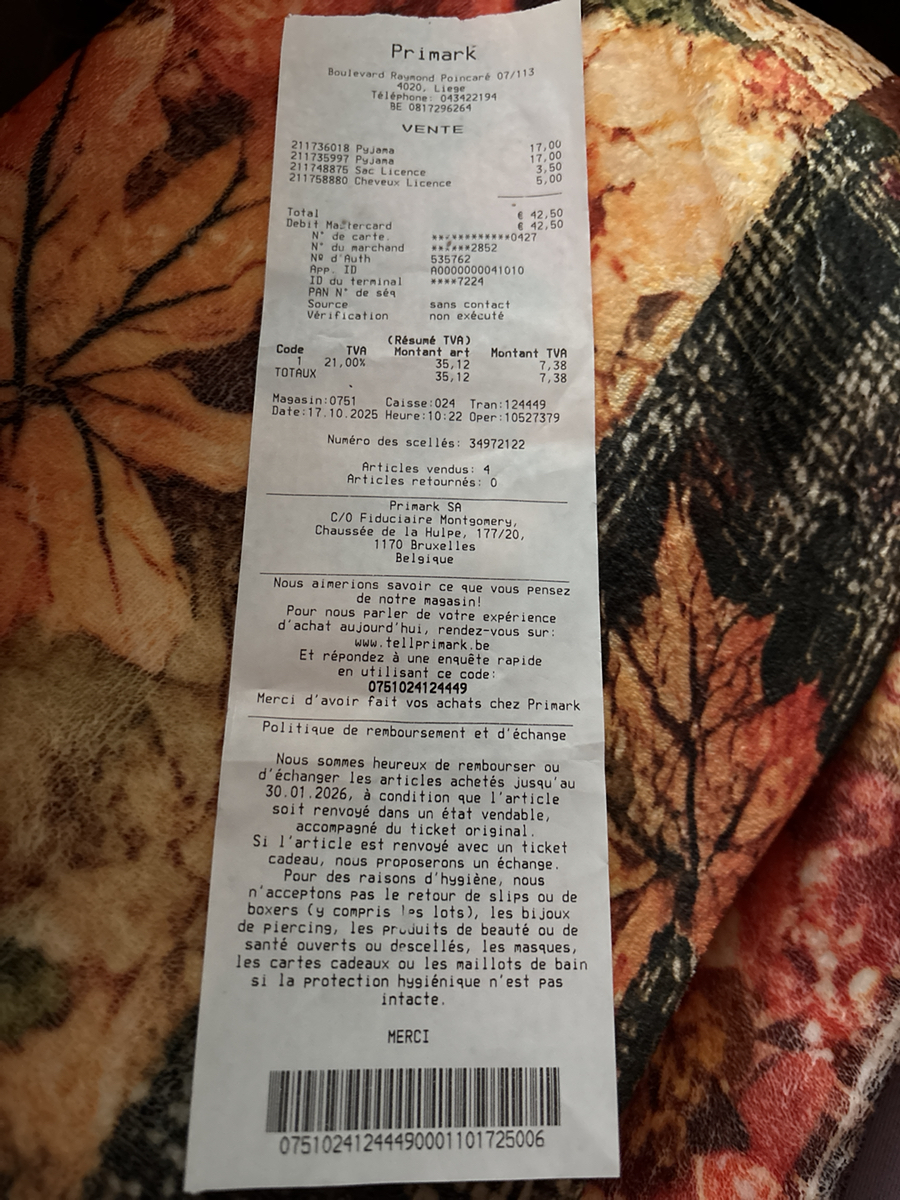 Primark
Boulevard Raymond Poincaré 07/113
4020, Liege
Téléphone: 043422194
BE 0817296264
VENTE
211736018 Pyjama 17,00
211735997 Pyjama 17,00
211748875 Sac Licence 3,50
211758880 Cheveux Licence 5,00
Total € 42,50
Debit Mastercard € 42,50
N° de carte. ************0427
N° du marchand ******2852
Nº d'Auth 535762
App. ID A0000000041010
ID du terminal ****7224
PAN N° de séq
Source sans contact
Vérification non exécuté
(Résumé TVA)
Code TVA Montant art Montant TVA
1 21,00% 35,12 7,38
TOTAUX 35,12 7,38
Magasin:0751 Caisse:024 Tran:124449
Date:17.10.2025 Heure:10:22 Oper:10527379
Numéro des scellés: 34972122
Articles vendus: 4
Articles retournés: 0
Primark SA
C/O Fiduciaire Montgomery,
Chaussée de la Hulpe, 177/20,
1170 Bruxelles
Belgique
Nous aimerions savoir ce que vous pensez
de notre magasin!
Pour nous parler de votre expérience
d'achat aujourd'hui, rendez-vous sur:
www.tellprimark.be
Et répondez à une enquête rapide
en utilisant ce code:
0751024124449
Merci d'avoir fait vos achats chez Primark
Politique de remboursement et d'échange
Nous sommes heureux de rembourser ou
d'échanger les articles achetés jusqu'au
30.01.2026, à condition que l'article
soit renvoyé dans un état vendable,
accompagné du ticket original.
Si l'article est renvoyé avec un ticket
cadeau, nous proposerons un échange.
Pour des raisons d'hygiène, nous
n'acceptons pas le retour de slips ou de
boxers (y compris les lots), les bijoux
de piercing, les produits de beauté ou de
santé ouverts ou descellés, les masques,
les cartes cadeaux ou les maillots de bain
si la protection hygiénique n'est pas
intacte.
MERCI
07510241244490001101725006